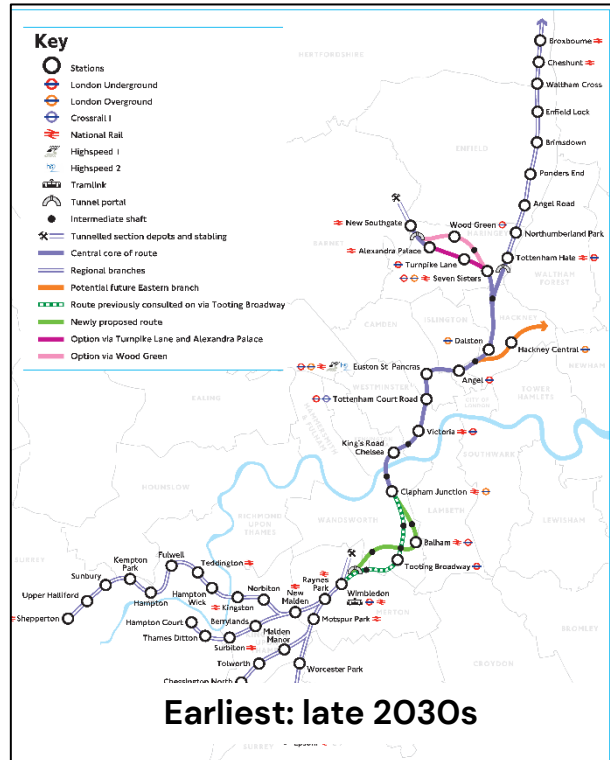 Key
Stations
London Underground
London Overground
Crossrail 1
National Rail
Highspeed 1
Highspeed 2
Tramlink
Tunnel portal
Intermediate shaft
Tunnelled section depots and stabling
Central core of route
Regional branches
Potential future Eastern branch
Route previously consulted on via Tooting Broadway
Newly proposed route
Option via Turnpike Lane and Alexandra Palace
Option via Wood Green
HERTFORDSHIRE
Broxbourne
Cheshunt
Waltham Cross
Enfield Lock
ENFIELD
Brimsdown
Ponders End
Angel Road
New Southgate
Wood Green
HARINGEY
Northumberland Park
BARNET
Alexandra Palace
Turnpike Lane
Tottenham Hale
Seven Sisters
WALTHAM
FOREST
ISLINGTON
HACKNEY
CAMDEN
Dalston
Hackney Central
Euston St. Pancras
Angel
NEWHAM
WESTMINSTER
TOWER
HAMLETS
CITY OF
LONDON
EALING
Tottenham Court Road
HAMMERSMITH
& FULHAM
Victoria
King's Road
Chelsea
SOUTHWARK
HOUNSLOW
Clapham Junction
LAMBETH
RICHMOND
UPON
THAMES
WANDSWORTH
LEWISHAM
Balham
SURREY
Fulwell
Teddington
Raynes
Park
Tooting Broadway
Kempton
Park
Norbiton
New
Malden
Wimbledon
Sunbury
Hampton
Wick
Kingston
MERTON
Upper Halliford
Hampton
Shepperton
Hampton Court
Berrylands
Motspur Park
Thames Ditton
Malden
Manor
BROMLEY
Surbiton
Tolworth
Worcester Park
CROYDON
Chessington North
Earliest: late 2030s
SURREY
Epsom